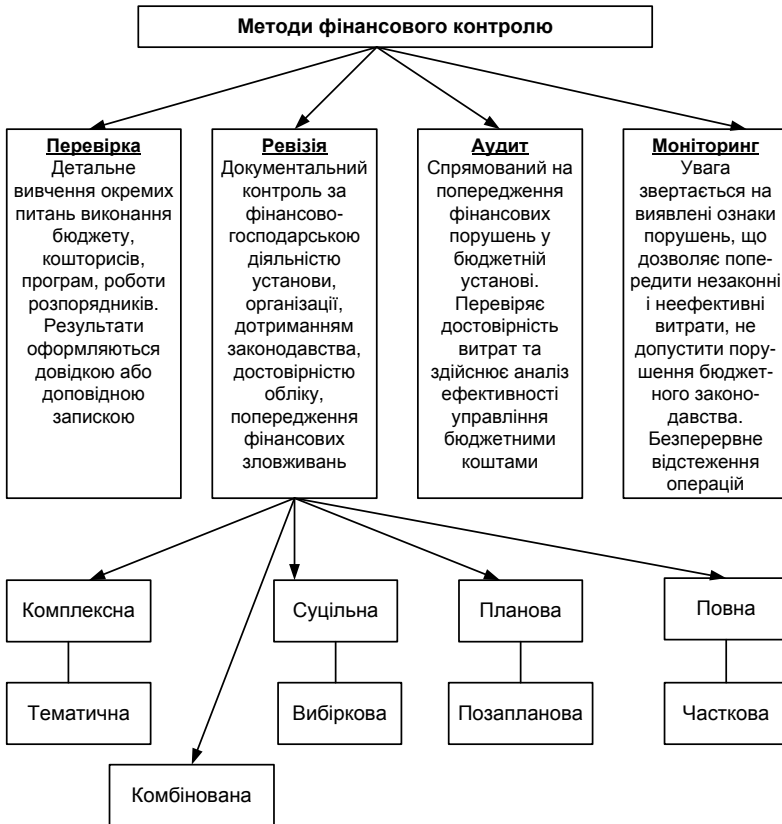 Методи фінансового контролю
Перевірка
Детальне
вивчення окремих
питань виконання
бюджету,
кошторисів,
програм, роботи
розпорядників.
Результати
оформляються
довідкою або
доповідною
запискою
Ревізія
Документальний
контроль за
фінансово-
господарською
діяльністю
установи,
організації,
дотриманням
законодавства,
достовірністю
обліку,
попередження
фінансових
зловживань
Аудит
Спрямований на
попередження
фінансових
порушень у
бюджетній
установі.
Перевіряє
достовірність
витрат та
здійснює аналіз
ефективності
управління
бюджетними
коштами
Моніторинг
Увага
звертається на
виявлені ознаки
порушень, що
дозволяє попе-
редити незаконні
і неефективні
витрати, не
допустити пору-
шення бюджет-
ного законо-
давства.
Безперервне
відстеження
операцій
Комплексна
Суцільна
Планова
Повна
Тематична
Вибіркова
Позапланова
Часткова
Комбінована